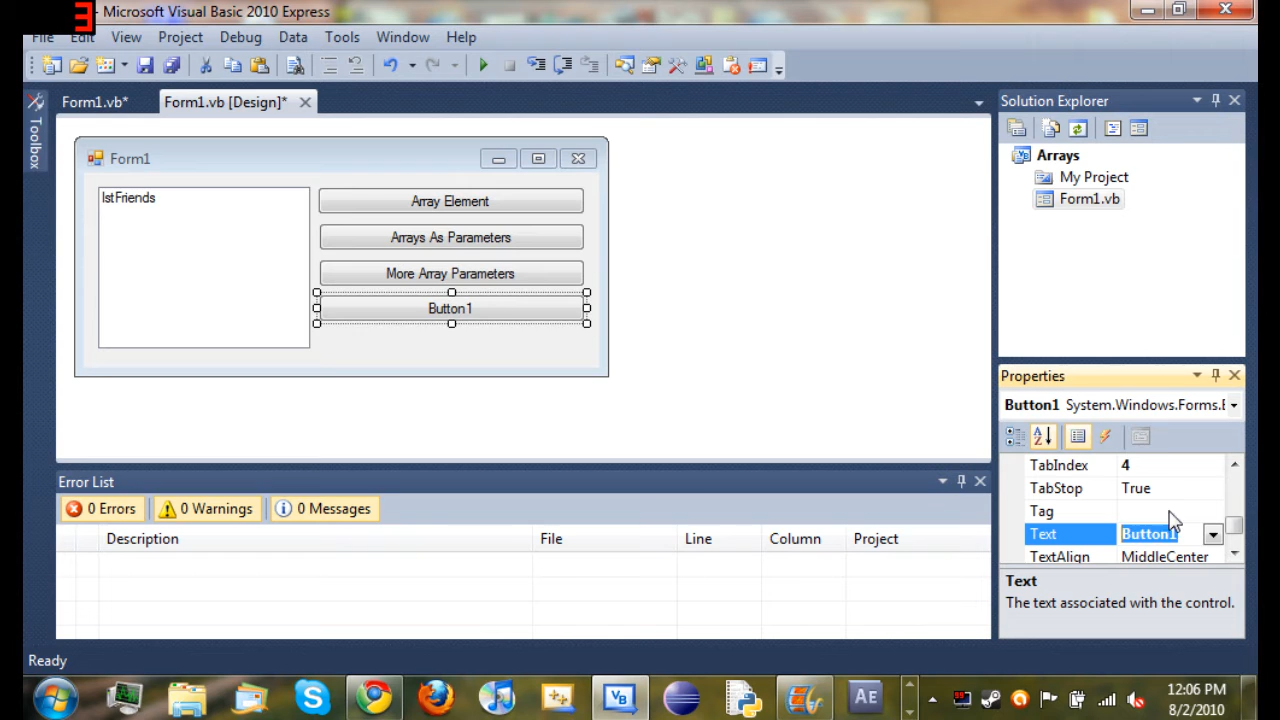 3
- Microsoft Visual Basic 2010 Express
File Edit View Project Debug Data Tools Window Help
Form1.vb* Form1.vb [Design]*
Toolbox
Form1
lstFriends
Array Element
Arrays As Parameters
More Array Parameters
Button1
Solution Explorer
Arrays
My Project
Form1.vb
Properties
Button1 System.Windows.Forms.B
TabIndex 4
TabStop True
Tag
Text Button1
TextAlign MiddleCenter
Text
The text associated with the control.
Error List
0 Errors 0 Warnings 0 Messages
Description File Line Column Project
Ready
VB
AE
12:06 PM
8/2/2010